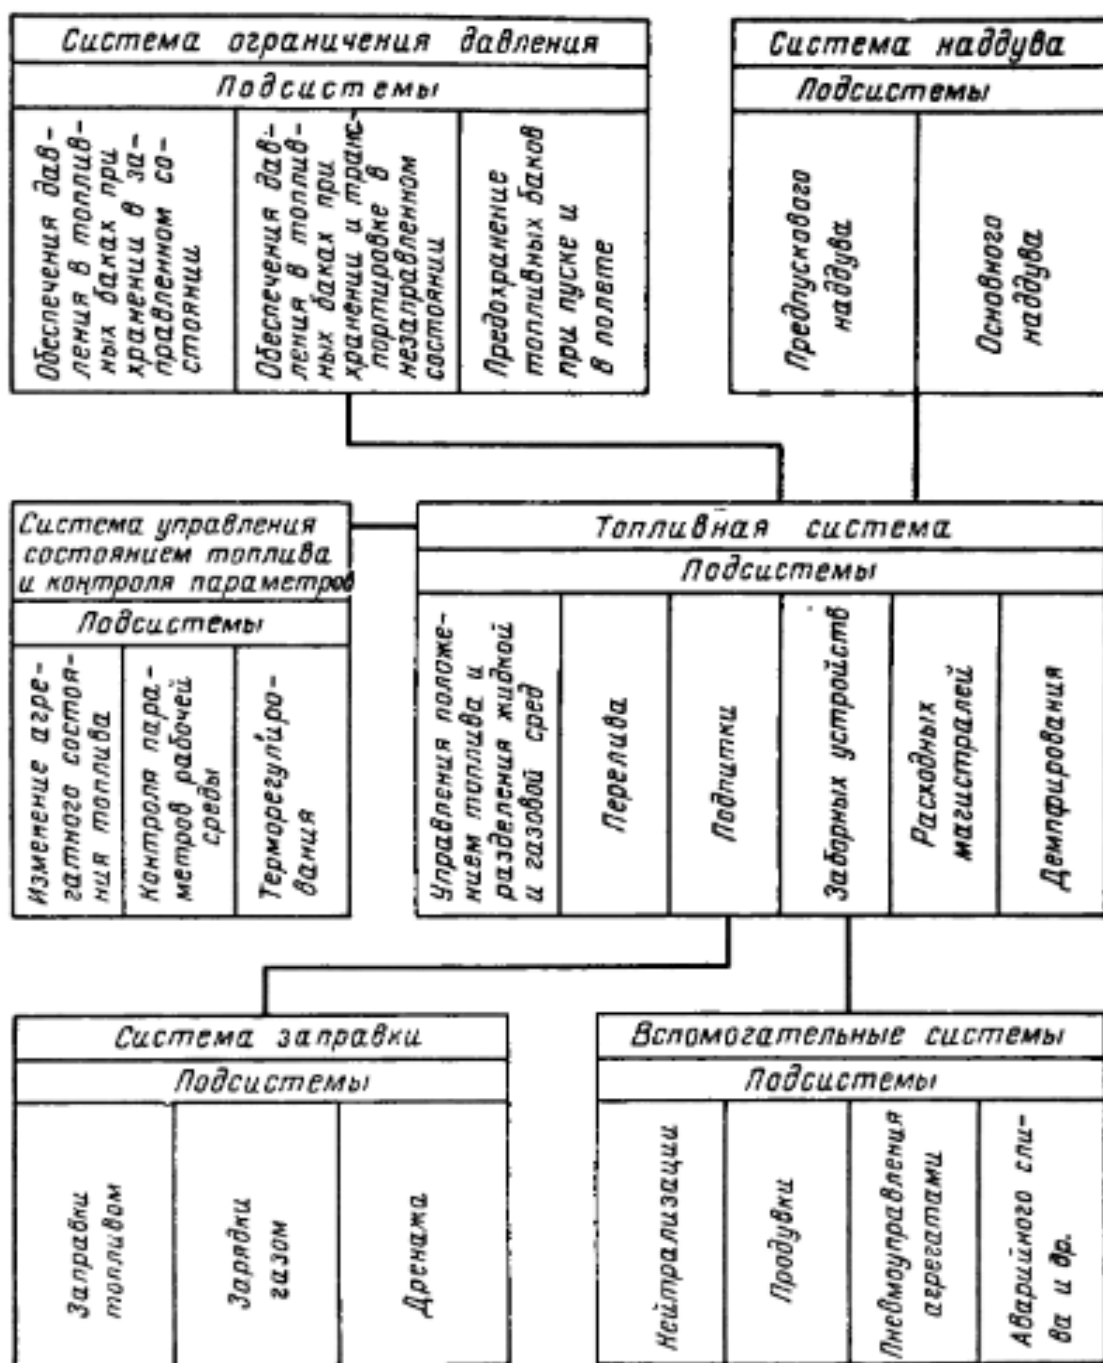 Система ограничения давления
Подсистемы
Обеспечения дав-
ления в топлив-
ных баках при
хранении в за-
правленном со-
стоянии
Обеспечения дав-
ления в топлив-
ных баках при
хранении и транс-
портировке в
незаправленном
состоянии
Предохранение
топливных баков
при пуске и
в полете
Система наддува
Подсистемы
Предпускового
наддува
Основного
наддува
Система управления
состоянием топлива
и контроля параметров
Подсистемы
Изменение агре-
гатного состоя-
ния топлива
Контроля пара-
метров рабочей
среды
Терморегулиро-
вания
Топливная система
Подсистемы
Управления положе-
нием топлива и
разделения жидкой
и газовой сред
Перелива
Подпитки
Заборных устройств
Расходных
магистралей
Демпфирования
Система заправки
Подсистемы
Заправки
топливом
Зарядки
газом
Дренажа
Вспомогательные системы
Подсистемы
Нейтрализации
Продувки
Пневмоуправления
агрегатами
Аварийного сли-
ва и др.